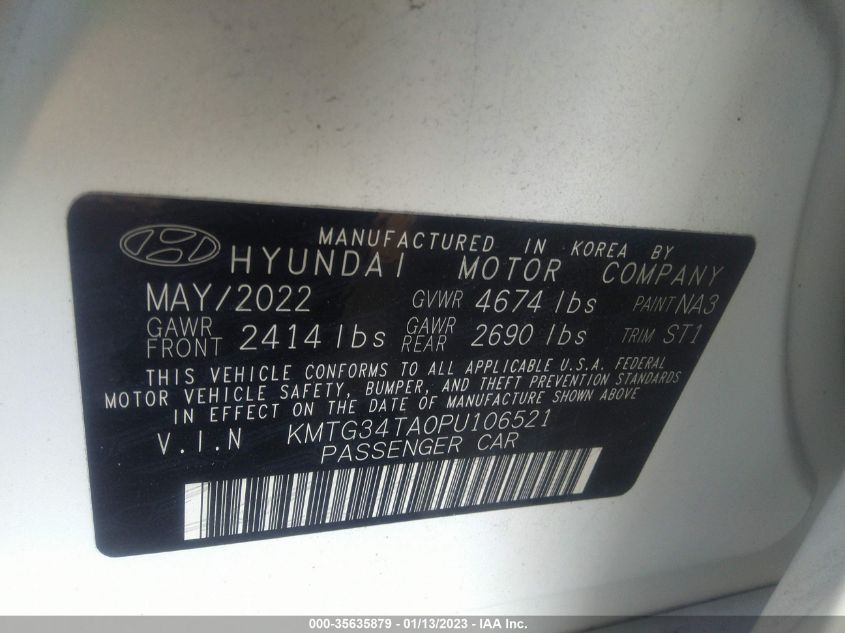 MANUFACTURED IN KOREA BY
HYUNDAI MOTOR COMPANY
MAY/2022 GVWR 4674 lbs PAINT NA3
GAWR FRONT 2414 lbs GAWR REAR 2690 lbs TRIM ST1
THIS VEHICLE CONFORMS TO ALL APPLICABLE U.S.A. FEDERAL
MOTOR VEHICLE SAFETY, BUMPER, AND THEFT PREVENTION STANDARDS
IN EFFECT ON THE DATE OF MANUFACTURE SHOWN ABOVE
V.I.N KMTG34TA0PU106521
PASSENGER CAR
000-35635879 / 01/13/2023 - IAA Inc.